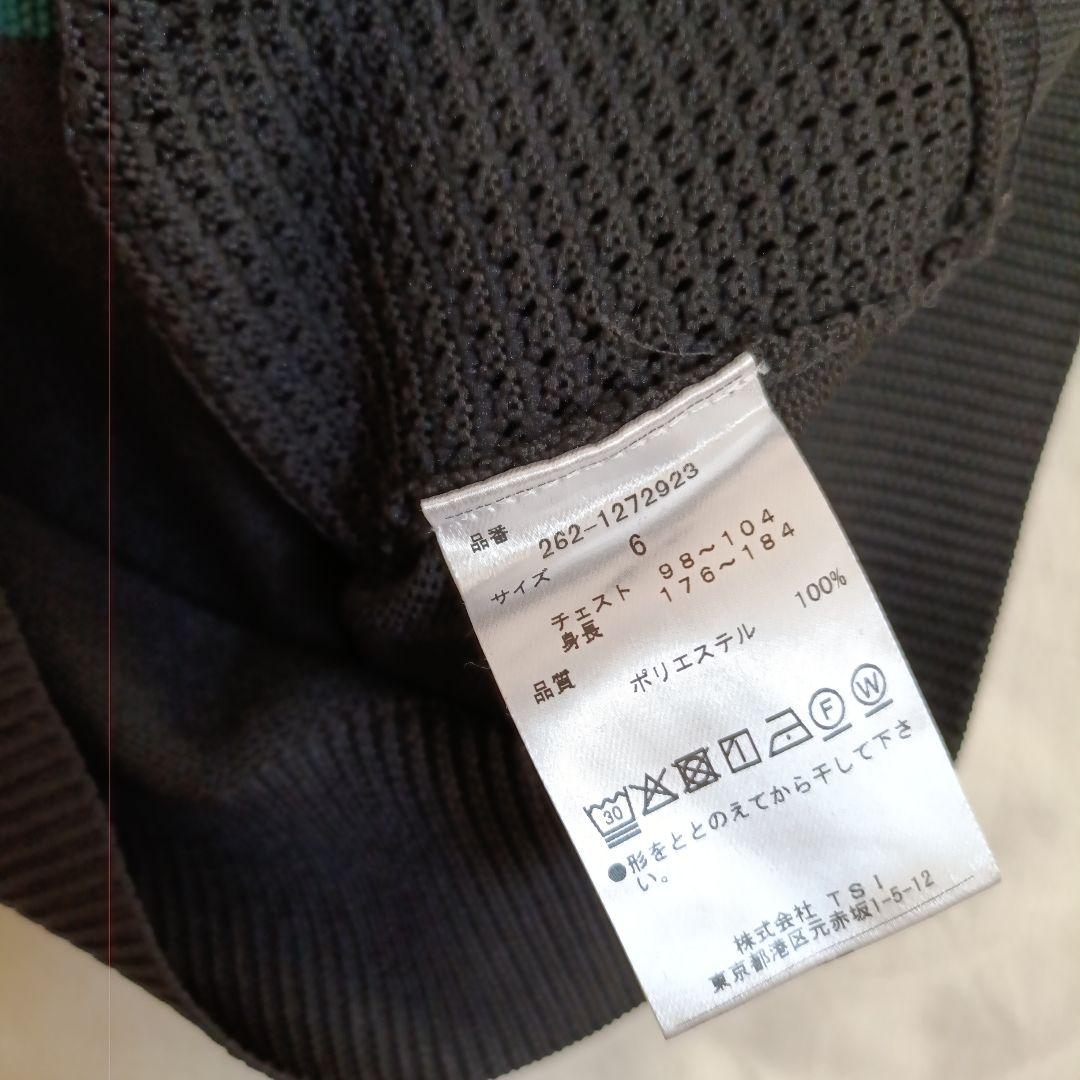 品番 262-1272923
サイズ 6
チェスト 98~104
身長 176~184
品質 ポリエステル 100%
30 F W
●形をととのえてから干して下さ
い。
株式会社 TSI
東京都港区元赤坂1-5-12